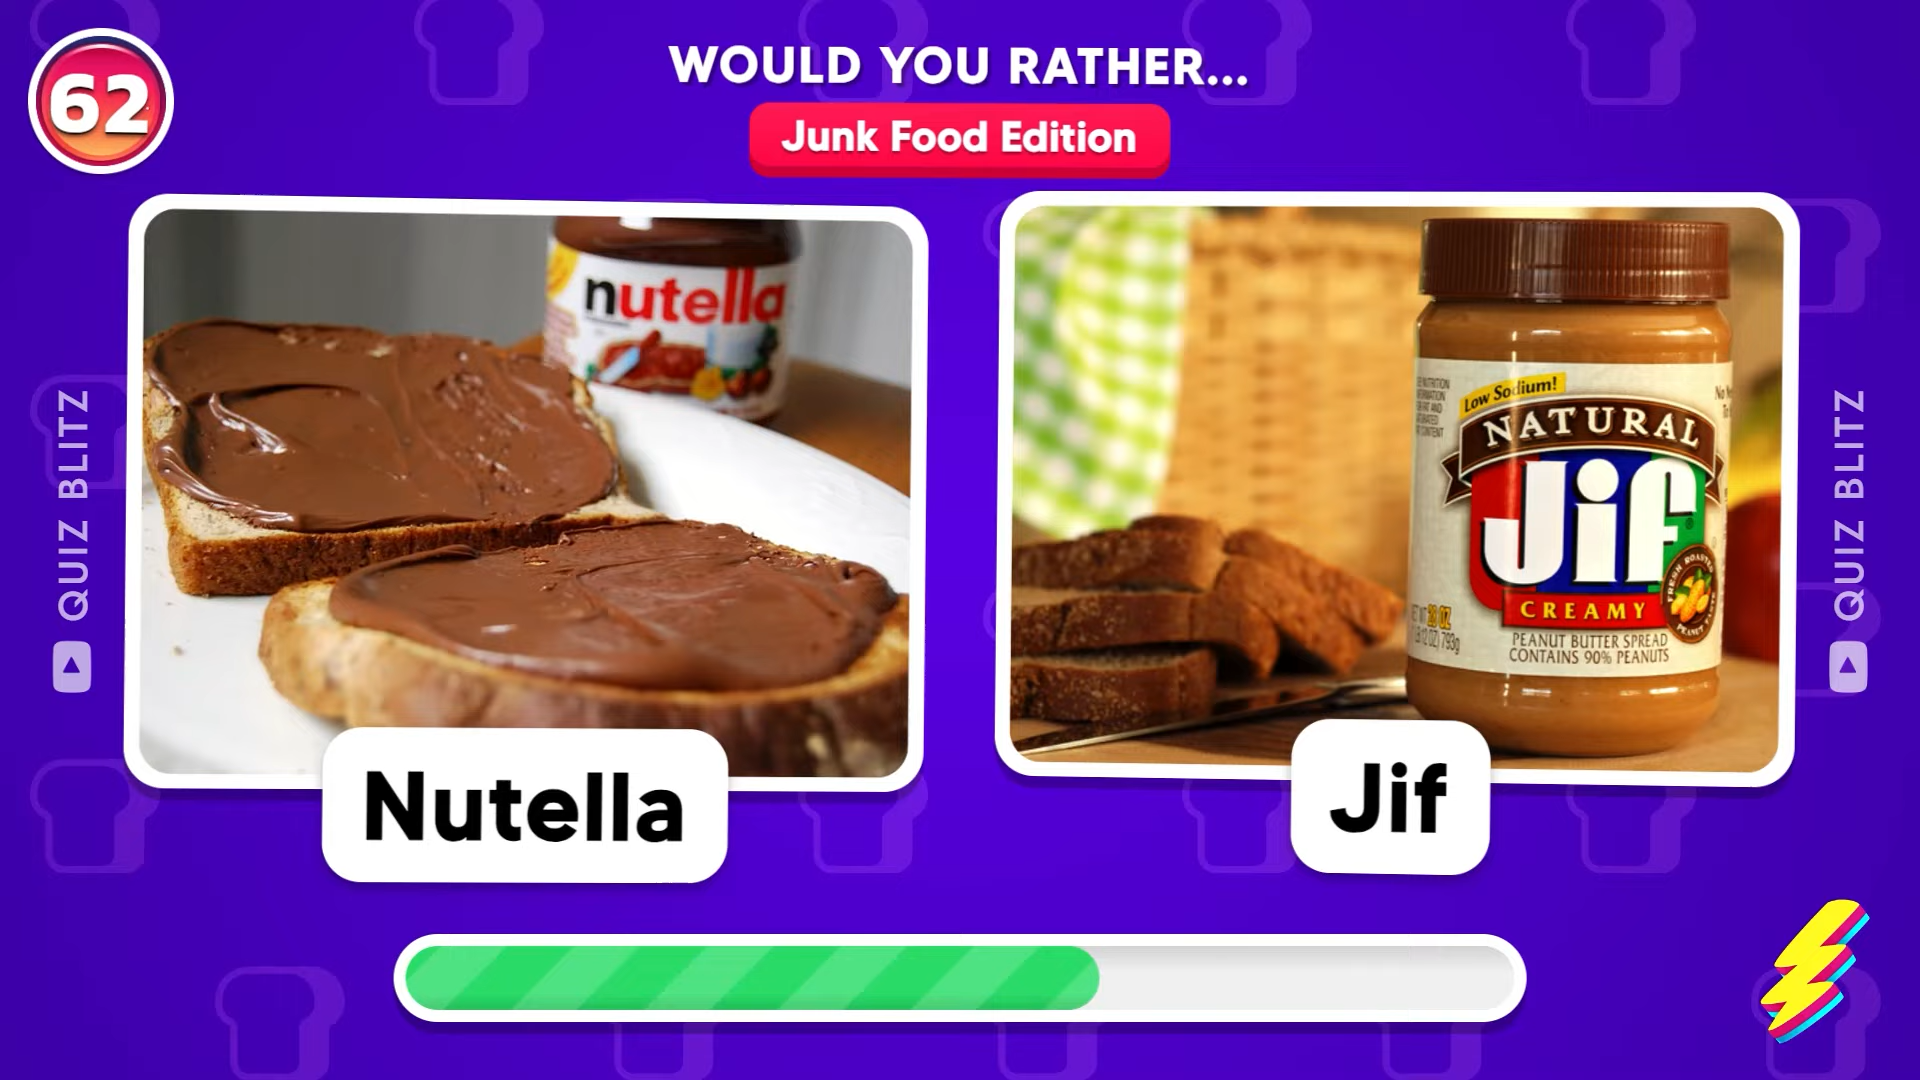 62
WOULD YOU RATHER...
Junk Food Edition
nutella
Low Sodium!
NATURAL
Jif
CREAMY
PEANUT BUTTER SPREAD
CONTAINS 90% PEANUTS
QUIZ BLITZ
QUIZ BLITZ
Nutella
Jif